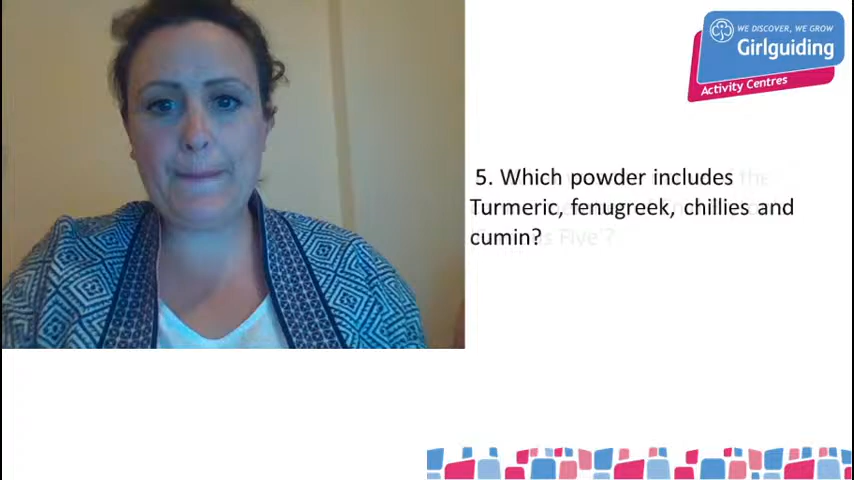 WE DISCOVER, WE GROW
Girlguiding
Activity Centres
5. Which powder includes
Turmeric, fenugreek, chillies and
cumin?